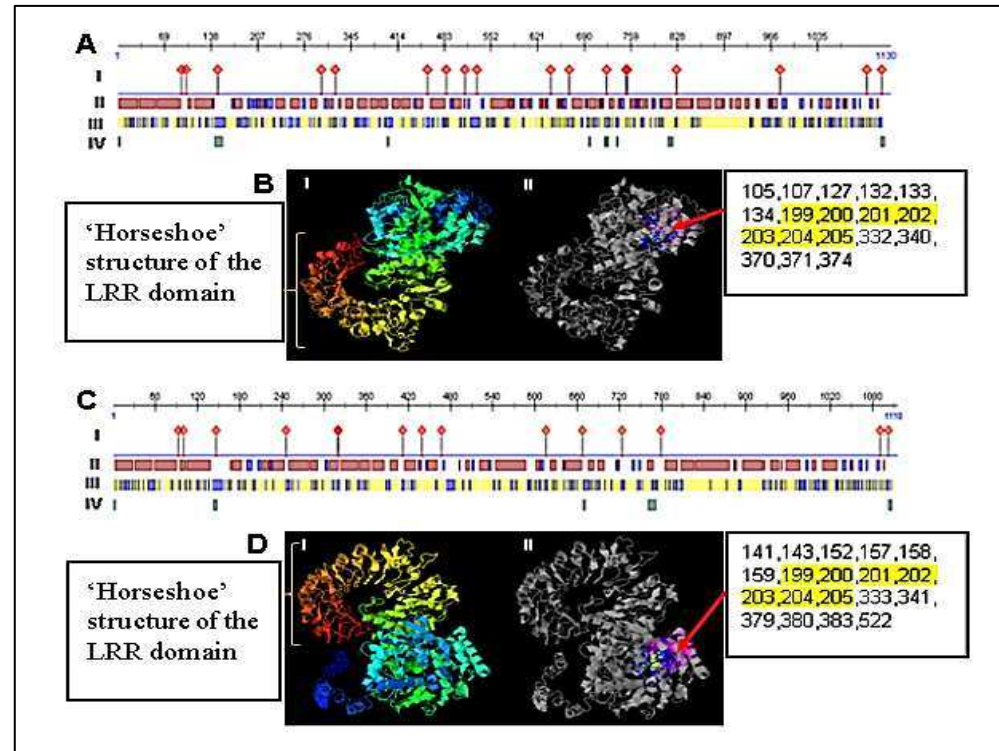 A
1 69 138 207 276 345 414 483 552 621 690 759 828 897 966 1035 1130
I
II
III
IV
B
I II
‘Horseshoe’
structure of the
LRR domain
105,107,127,132,133,
134,199,200,201,202,
203,204,205,332,340,
370,371,374
C
1 60 120 180 240 300 360 420 480 540 600 660 720 780 840 900 960 1020 1080 1110
I
II
III
IV
D
I II
‘Horseshoe’
structure of the
LRR domain
141,143,152,157,158,
159,199,200,201,202,
203,204,205,333,341,
379,380,383,522